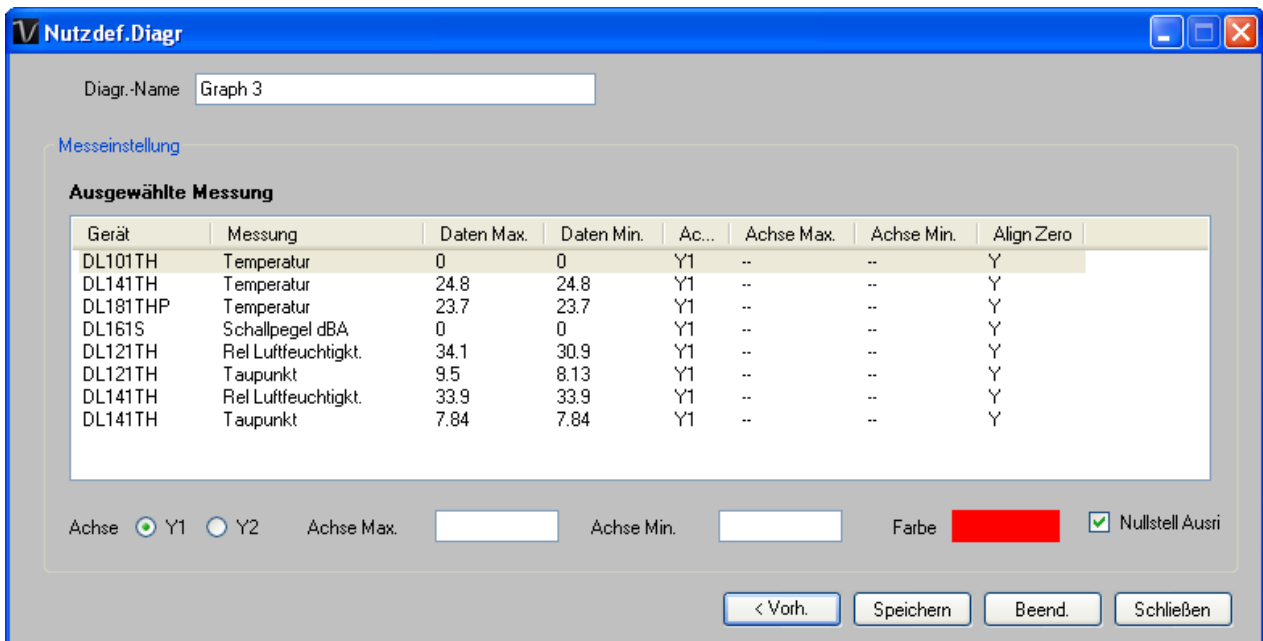 Nutzdef.Diagr
Diagr.-Name Graph 3
Messeinstellung
Ausgewählte Messung
Gerät Messung Daten Max. Daten Min. Ac... Achse Max. Achse Min. Align Zero
DL101TH Temperatur 0 0 Y1 -- -- Y
DL141TH Temperatur 24.8 24.8 Y1 -- -- Y
DL181THP Temperatur 23.7 23.7 Y1 -- -- Y
DL161S Schallpegel dBA 0 0 Y1 -- -- Y
DL121TH Rel Luftfeuchtigkt. 34.1 30.9 Y1 -- -- Y
DL121TH Taupunkt 9.5 8.13 Y1 -- -- Y
DL141TH Rel Luftfeuchtigkt. 33.9 33.9 Y1 -- -- Y
DL141TH Taupunkt 7.84 7.84 Y1 -- -- Y
Achse Y1 Y2 Achse Max. Achse Min. Farbe Nullstell Ausri
< Vorh. Speichern Beend. Schließen